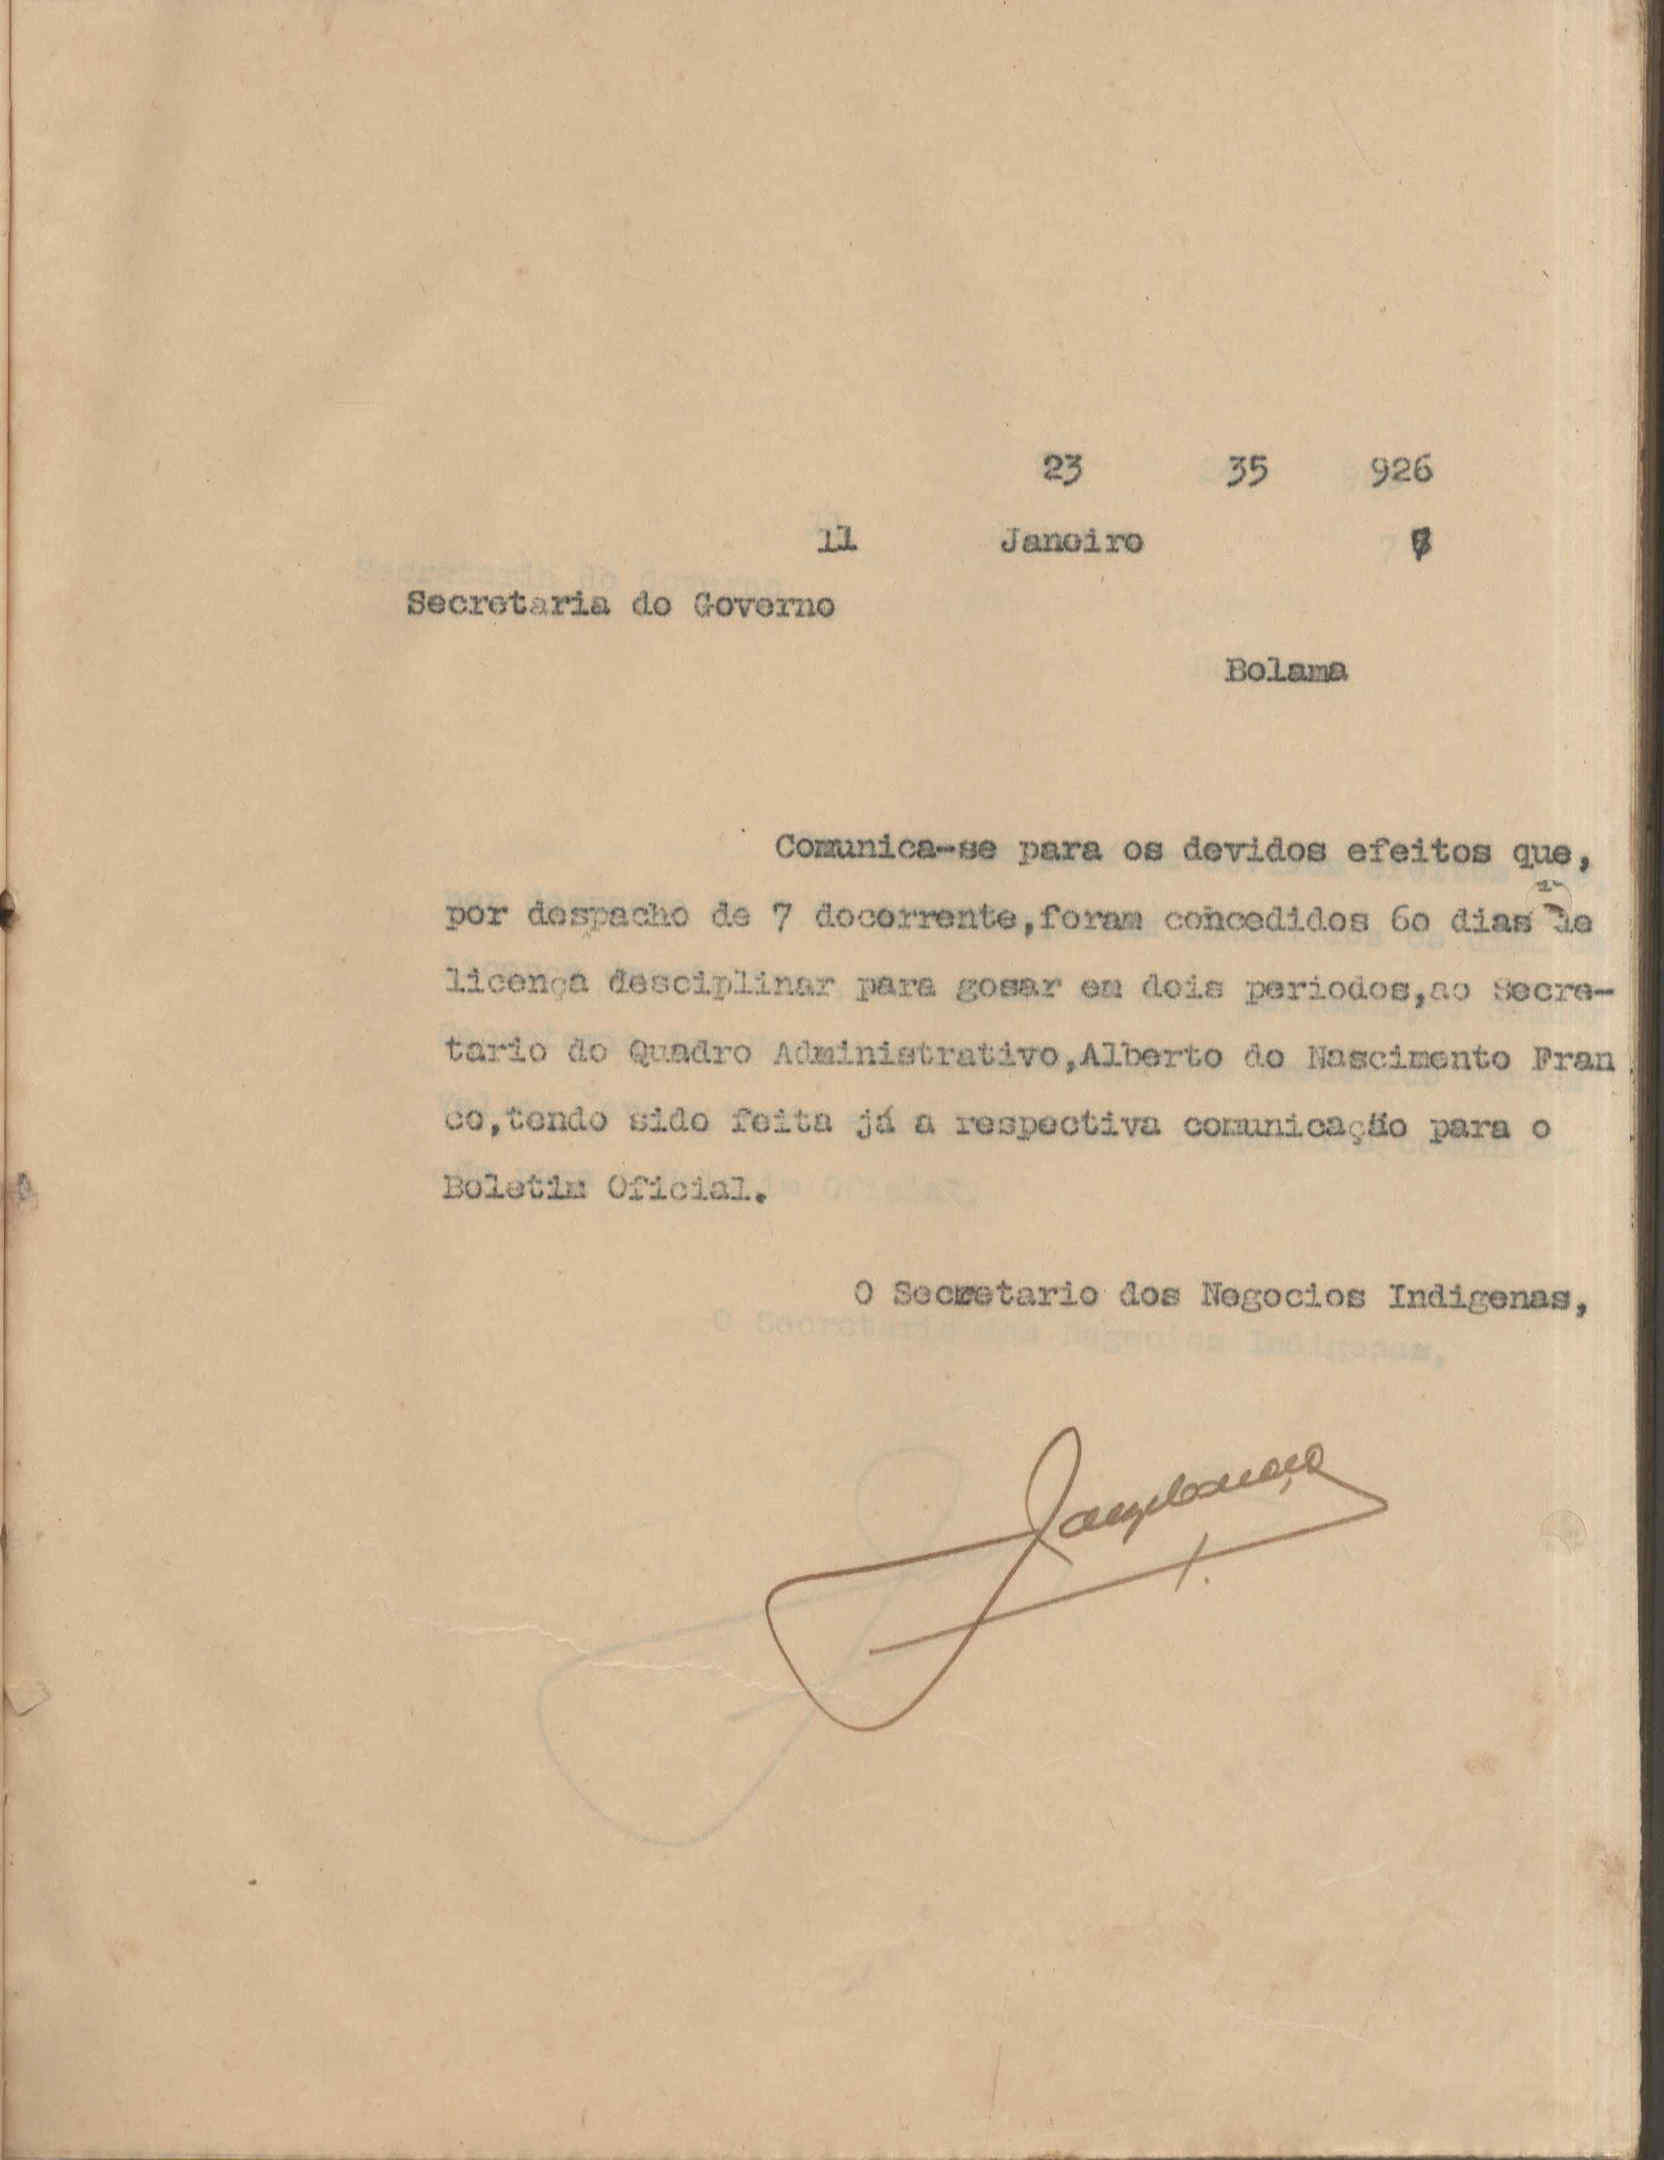 23 35 926
11 Janeiro 7
Secretaria do Governo
Bolama
Comunica-se para os devidos efeitos que,
por despacho de 7 docorrente,foram concedidos 60 dias de
licença desciplinar para gosar em dois periodos,ao Secre-
tario do Quadro Administrativo,Alberto do Nascimento Fran
co,tendo sido feita já a respectiva comunicação para o
Boletim Oficial.
O Secretario dos Negocios Indigenas,